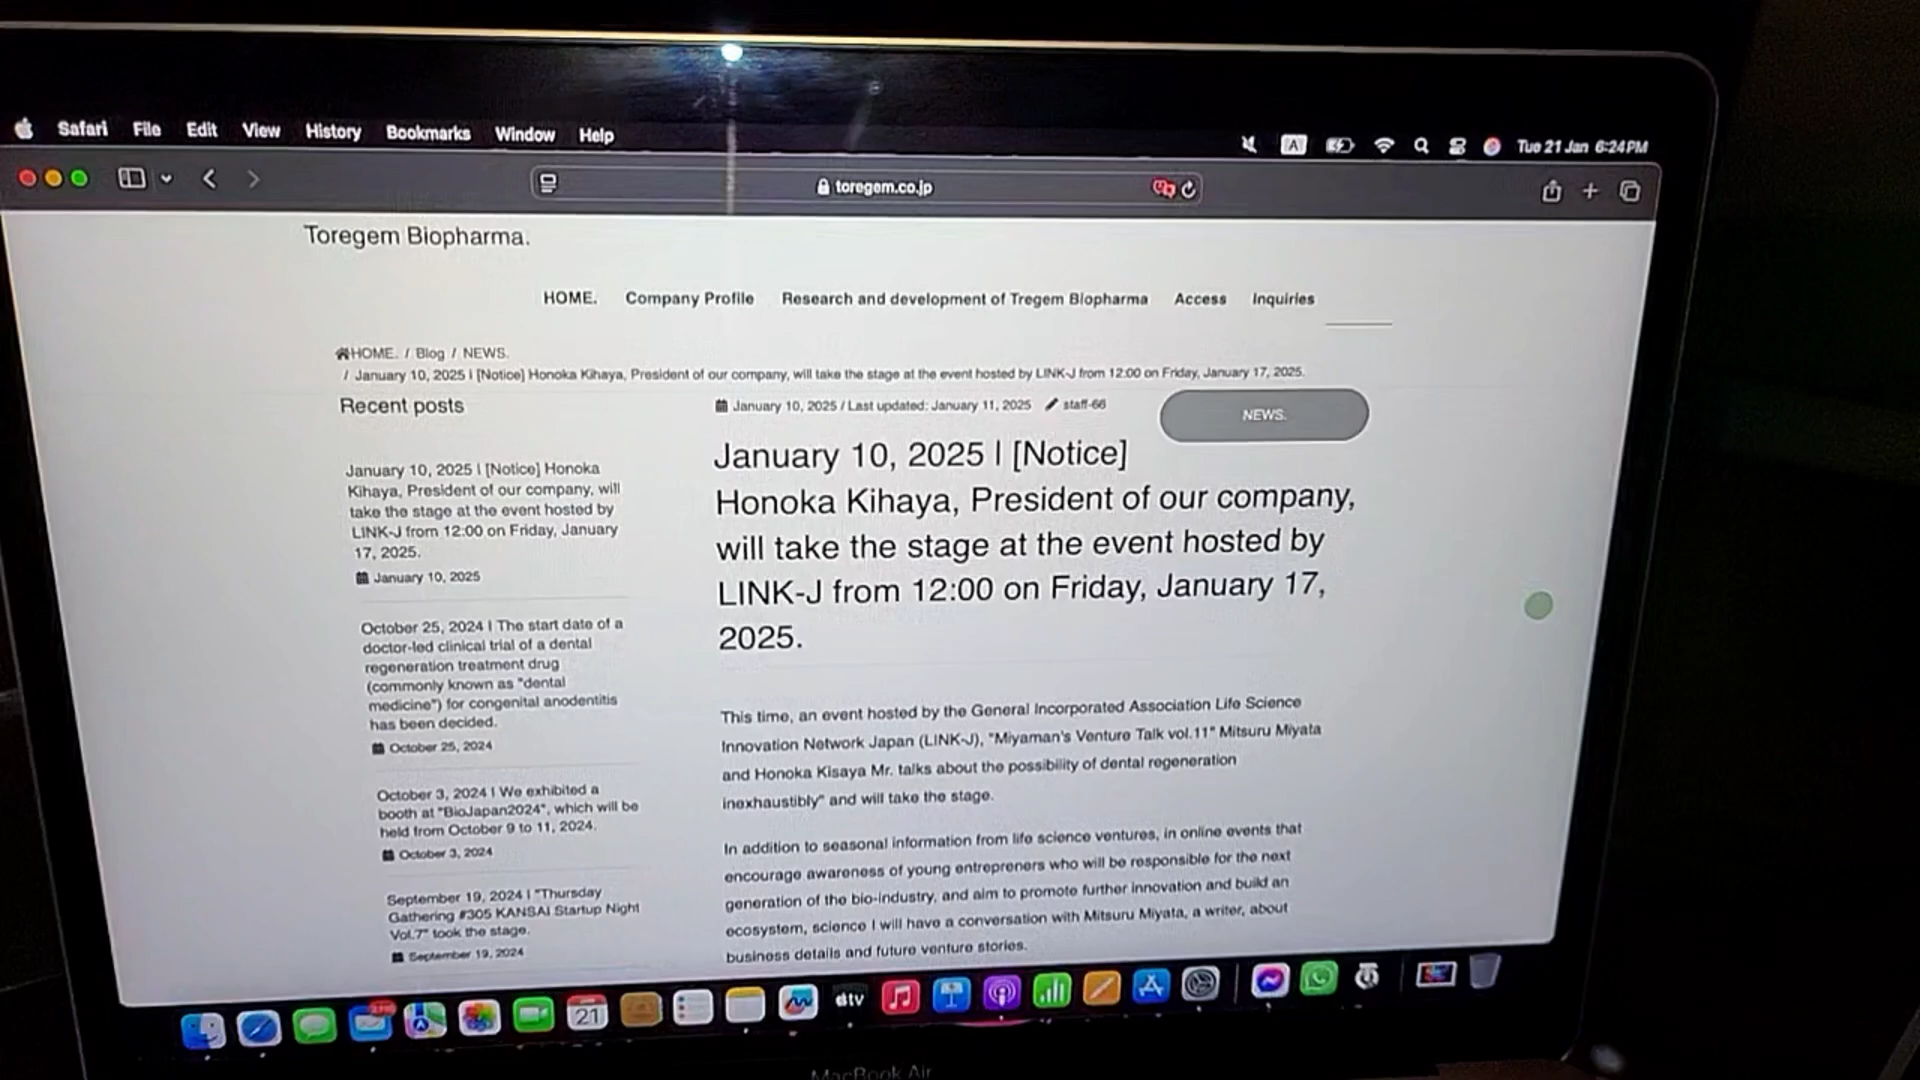 Safari File Edit View History Bookmarks Window Help
A
Tue 21 Jan 6:24 PM
toregem.co.jp
Toregem Biopharma.
HOME. Company Profile Research and development of Tregem Biopharma Access Inquiries
HOME. / Blog / NEWS.
/ January 10, 2025 | [Notice] Honoka Kihaya, President of our company, will take the stage at the event hosted by LINK-J from 12:00 on Friday, January 17, 2025.
Recent posts
January 10, 2025 | [Notice] Honoka
Kihaya, President of our company, will
take the stage at the event hosted by
LINK-J from 12:00 on Friday, January
17, 2025.
January 10, 2025
October 25, 2024 | The start date of a
doctor-led clinical trial of a dental
regeneration treatment drug
(commonly known as "dental
medicine") for congenital anodentitis
has been decided.
October 25, 2024
October 3, 2024 | We exhibited a
booth at "BioJapan2024", which will be
held from October 9 to 11, 2024.
October 3, 2024
September 19, 2024 | "Thursday
Gathering #305 KANSAI Startup Night
Vol.7" took the stage.
September 19, 2024
January 10, 2025 / Last updated: January 11, 2025 staff-66
NEWS.
January 10, 2025 | [Notice]
Honoka Kihaya, President of our company,
will take the stage at the event hosted by
LINK-J from 12:00 on Friday, January 17,
2025.
This time, an event hosted by the General Incorporated Association Life Science
Innovation Network Japan (LINK-J), "Miyaman's Venture Talk vol.11" Mitsuru Miyata
and Honoka Kisaya Mr. talks about the possibility of dental regeneration
inexhaustibly" and will take the stage.
In addition to seasonal information from life science ventures, in online events that
encourage awareness of young entrepreners who will be responsible for the next
generation of the bio-industry, and aim to promote further innovation and build an
ecosystem, science I will have a conversation with Mitsuru Miyata, a writer, about
business details and future venture stories.
21
tv
MacBook Air